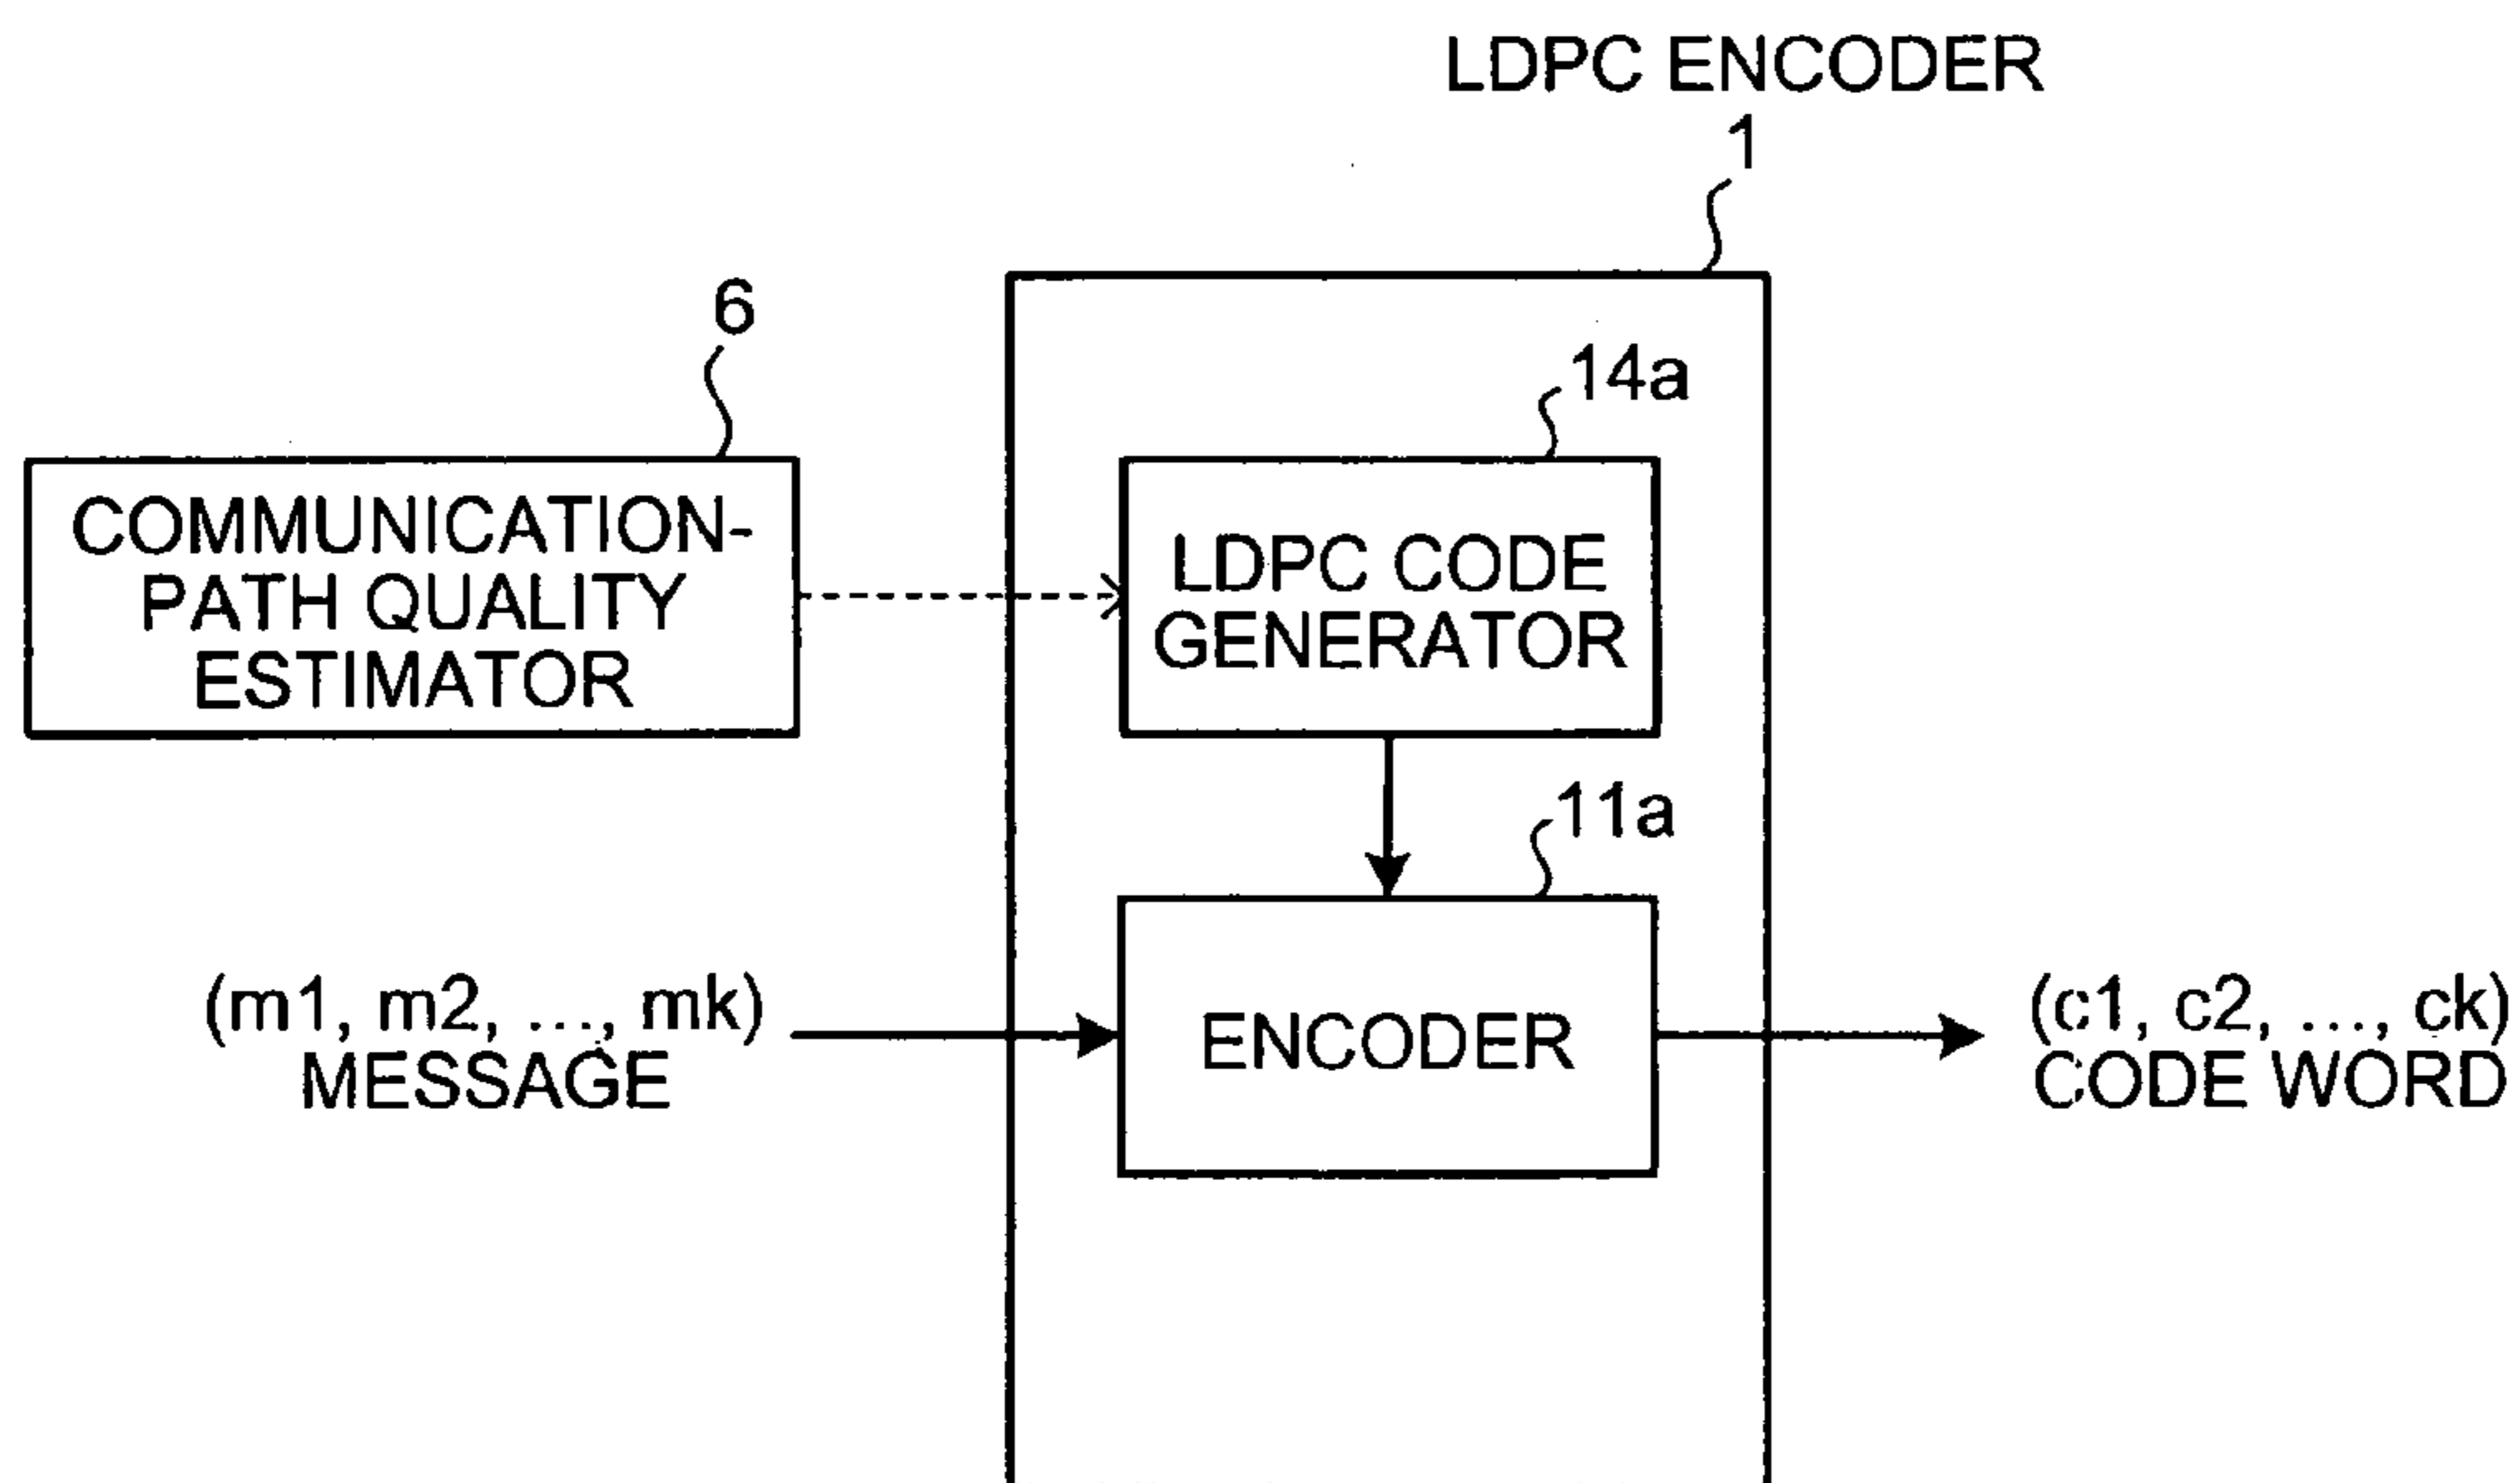 LDPC ENCODER
1
6
14a
COMMUNICATION-
PATH QUALITY
ESTIMATOR
LDPC CODE
GENERATOR
11a
(m1, m2, ..., mk)
MESSAGE
ENCODER
(c1, c2, ..., ck)
CODE WORD